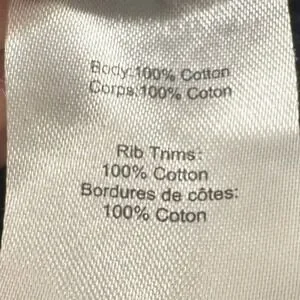 Body:100% Cotton
Corps:100% Coton
Rib Trims:
100% Cotton
Bordures de côtes:
100% Coton